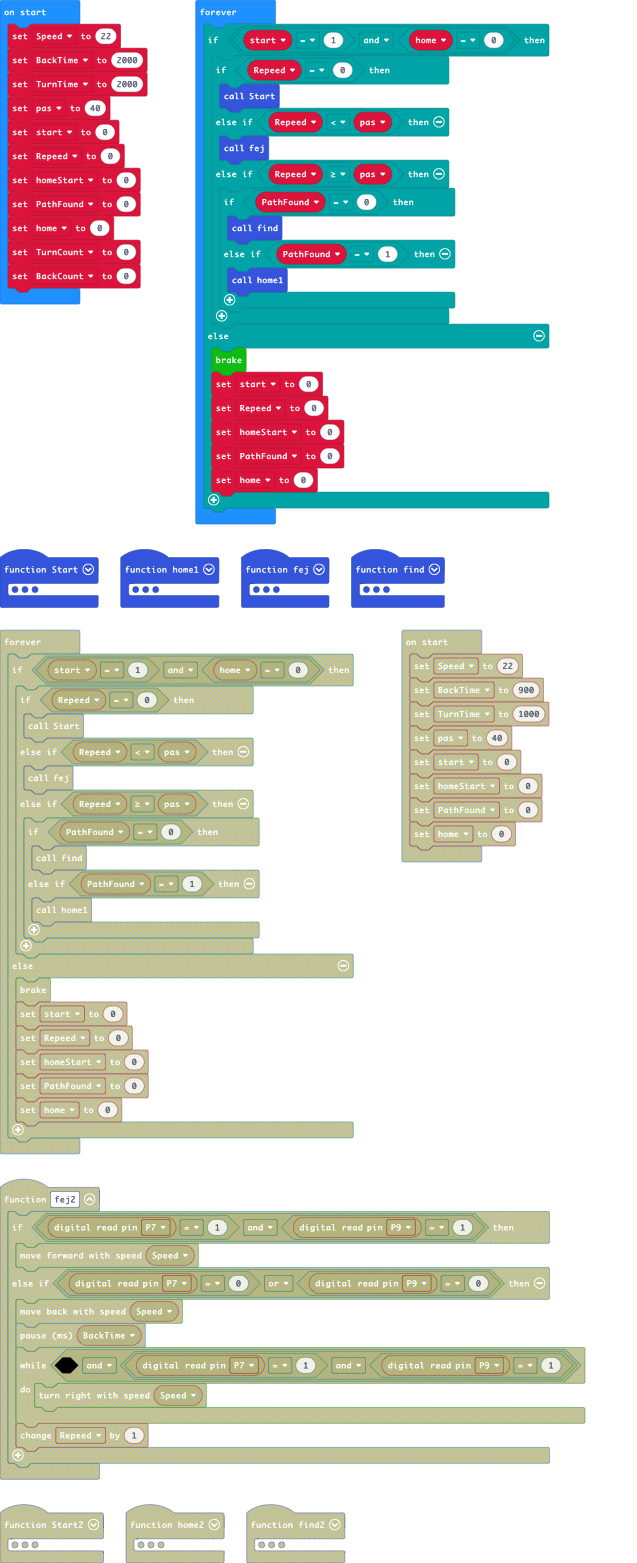 on start
set Speed to 22
set BackTime to 2000
set TurnTime to 2000
set pas to 40
set start to 0
set Repeed to 0
set homeStart to 0
set PathFound to 0
set home to 0
set TurnCount to 0
set BackCount to 0
forever
if start = 1 and home = 0 then
if Repeed = 0 then
call Start
else if Repeed < pas then
call fej
else if Repeed ≥ pas then
if PathFound = 0 then
call find
else if PathFound = 1 then
call home1
else
brake
set start to 0
set Repeed to 0
set homeStart to 0
set PathFound to 0
set home to 0
function Start
function home1
function fej
function find
forever
if start = 1 and home = 0 then
if Repeed = 0 then
call Start
else if Repeed < pas then
call fej
else if Repeed ≥ pas then
if PathFound = 0 then
call find
else if PathFound = 1 then
call home1
else
brake
set start to 0
set Repeed to 0
set homeStart to 0
set PathFound to 0
set home to 0
on start
set Speed to 22
set BackTime to 900
set TurnTime to 1000
set pas to 40
set start to 0
set homeStart to 0
set PathFound to 0
set home to 0
function fej2
if digital read pin P7 = 1 and digital read pin P9 = 1 then
move forward with speed Speed
else if digital read pin P7 = 0 or digital read pin P9 = 0 then
move back with speed Speed
pause (ms) BackTime
while and digital read pin P7 = 1 and digital read pin P9 = 1
do turn right with speed Speed
change Repeed by 1
function Start2
function home2
function find2